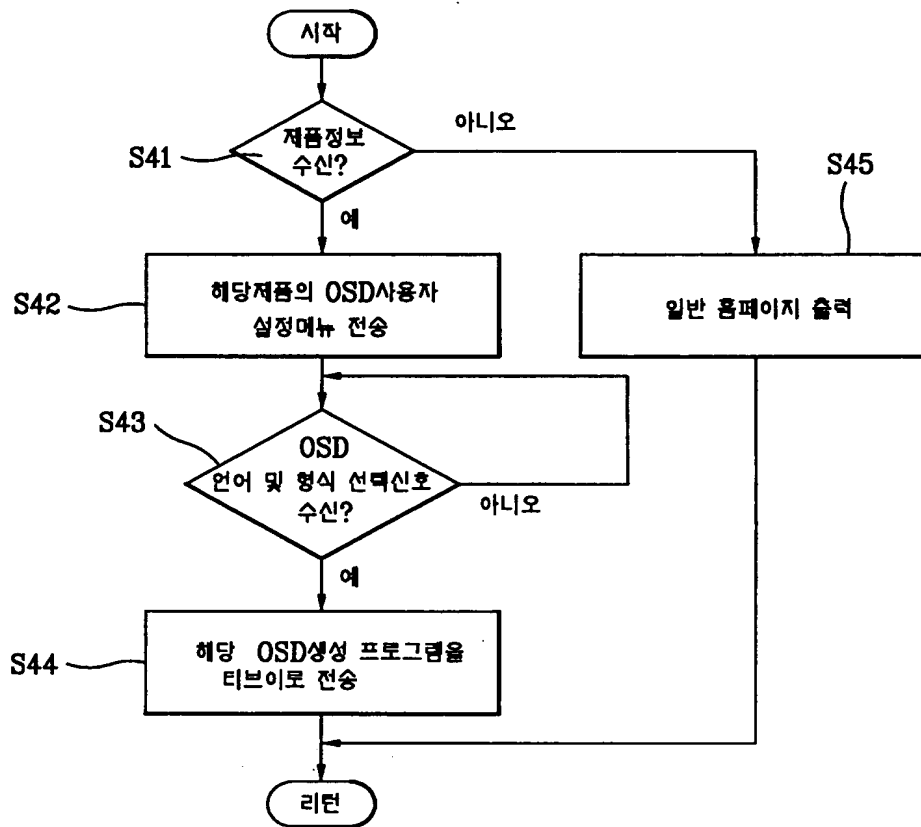 시작
제품정보
수신?
S41
아니오
예
S45
해당제품의 OSD사용자
설정메뉴 전송
S42
일반 홈페이지 출력
S43
OSD
언어 및 형식 선택신호
수신?
아니오
예
해당 OSD생성 프로그램을
티브이로 전송
S44
리턴